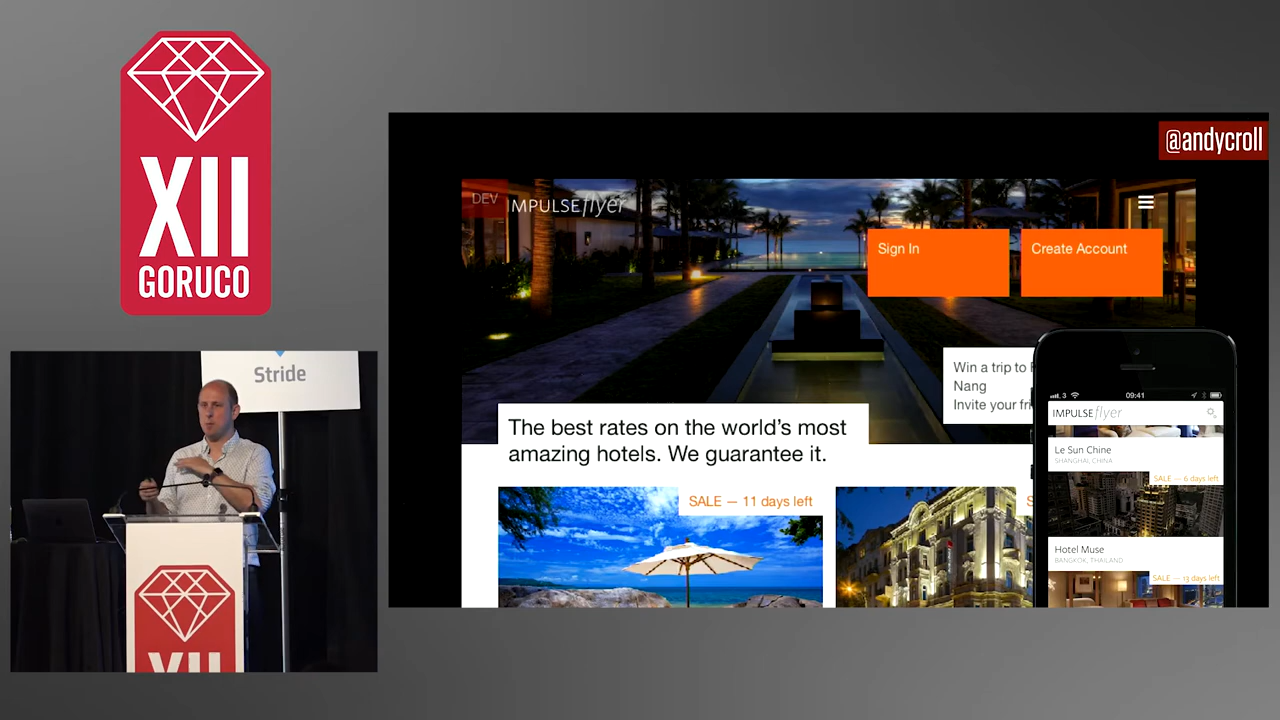 XII
GORUCO
Stride
XII
@andycroll
DEV
IMPULSEflyer
Sign In
Create Account
Win a trip to
Nang
Invite your fri
The best rates on the world's most
amazing hotels. We guarantee it.
SALE — 11 days left
S
3
09:41
IMPULSEflyer
Le Sun Chine
SHANGHAI, CHINA
SALE — 6 days left
Hotel Muse
BANGKOK, THAILAND
SALE — 13 days left